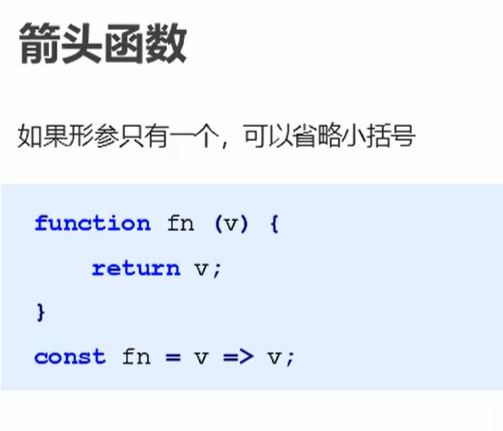 箭头函数
如果形参只有一个，可以省略小括号
function fn (v) {
    return v;
}
const fn = v => v;